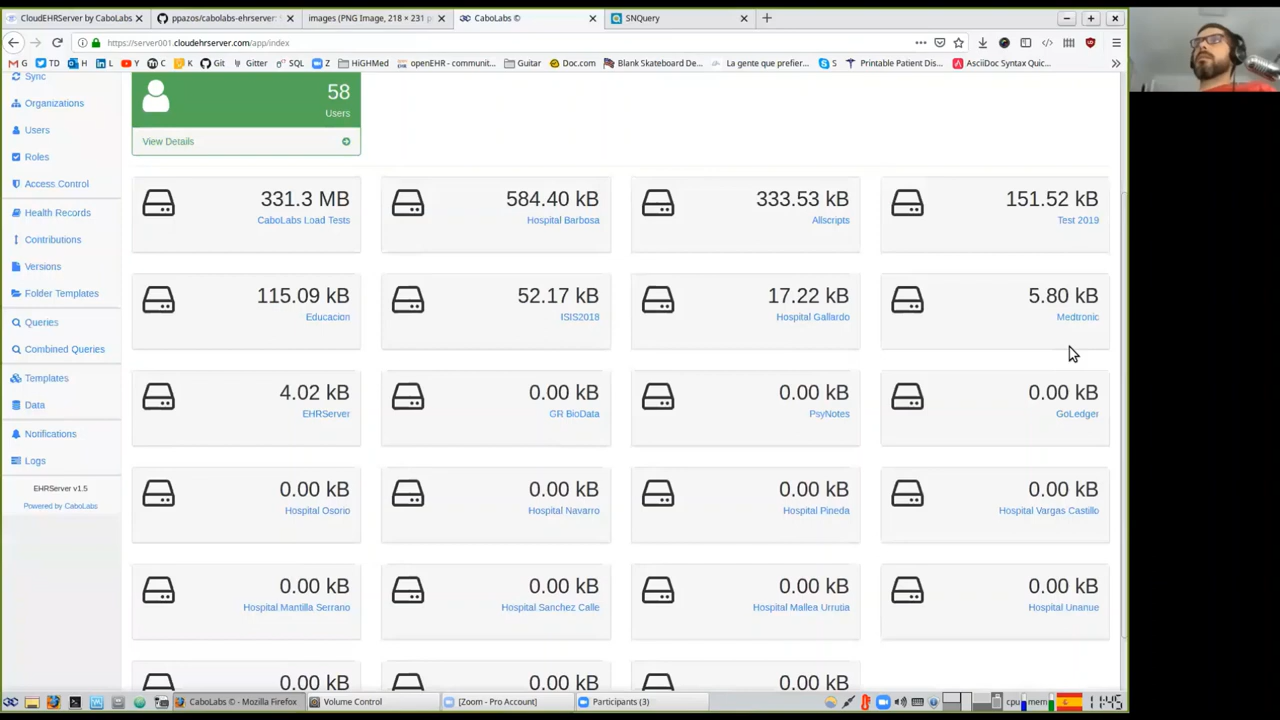 CloudEHRServer by CaboLabs
ppazos/cabolabs-ehrserver:
images (PNG Image, 218 × 231 p
CaboLabs ©
SNQuery
https://server001.cloudehrserver.com/app/index
G
TD
H
in L
Y
C
K
Git
Gitter
SQL
Z
HiGHMed
openEHR - communit...
Guitar
Doc.com
Blank Skateboard De...
La gente que prefier...
S
Printable Patient Dis...
AsciiDoc Syntax Quic...
Sync
Organizations
Users
Roles
Access Control
Health Records
Contributions
Versions
Folder Templates
Queries
Combined Queries
Templates
Data
Notifications
Logs
EHRServer v1.5
Powered by CaboLabs
58
Users
View Details
331.3 MB
CaboLabs Load Tests
584.40 kB
Hospital Barbosa
333.53 kB
Allscripts
151.52 kB
Test 2019
115.09 kB
Educacion
52.17 kB
ISIS2018
17.22 kB
Hospital Gallardo
5.80 kB
Medtronic
4.02 kB
EHRServer
0.00 kB
GR BioData
0.00 kB
PsyNotes
0.00 kB
GoLedger
0.00 kB
Hospital Osorio
0.00 kB
Hospital Navarro
0.00 kB
Hospital Pineda
0.00 kB
Hospital Vargas Castillo
0.00 kB
Hospital Mantilla Serrano
0.00 kB
Hospital Sanchez Calle
0.00 kB
Hospital Mallea Urrutia
0.00 kB
Hospital Unanue
0.00 kB
0.00 kB
0.00 kB
CaboLabs © - Mozilla Firefox
Volume Control
[Zoom - Pro Account]
Participants (3)
cpu
mem
11:45